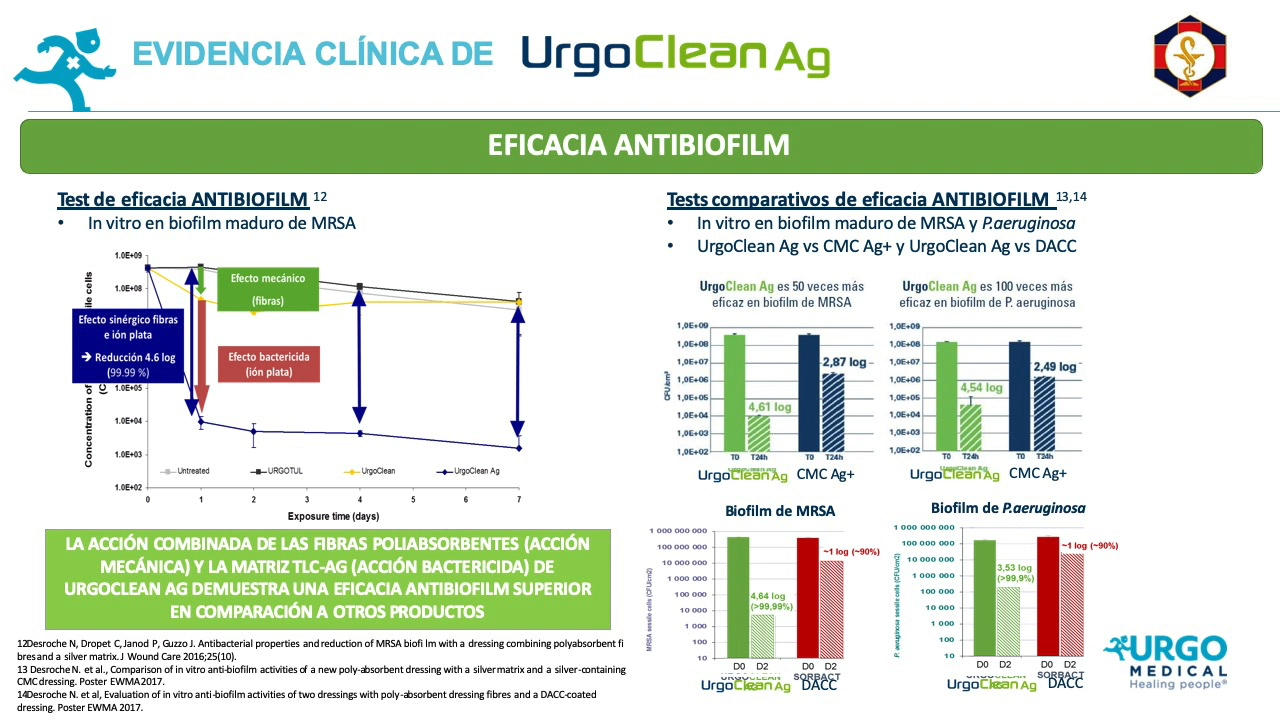 EVIDENCIA CLÍNICA DE UrgoClean Ag
EFICACIA ANTIBIOFILM
Test de eficacia ANTIBIOFILM 12
• In vitro en biofilm maduro de MRSA
1.0E+09
1.0E+08
1.0E+05
1.0E+04
1.0E+03
1.0E+02
Concentration of
Efecto mecánico
(fibras)
Efecto sinérgico fibras
e ión plata
➔ Reducción 4.6 log
(99.99 %)
Efecto bactericida
(ión plata)
Untreated URGOTUL UrgoClean UrgoClean Ag
0 1 2 3 4 5 6 7
Exposure time (days)
LA ACCIÓN COMBINADA DE LAS FIBRAS POLIABSORBENTES (ACCIÓN
MECÁNICA) Y LA MATRIZ TLC-AG (ACCIÓN BACTERICIDA) DE
URGOCLEAN AG DEMUESTRA UNA EFICACIA ANTIBIOFILM SUPERIOR
EN COMPARACIÓN A OTROS PRODUCTOS
12Desroche N, Dropet C, Janod P, Guzzo J. Antibacterial properties and reduction of MRSA biofi lm with a dressing combining polyabsorbent fi
bres and a silver matrix. J Wound Care 2016;25(10).
13 Desroche N. et al., Comparison of in vitro anti-biofilm activities of a new poly-absorbent dressing with a silver matrix and a silver-containing
CMC dressing. Poster EWMA 2017.
14Desroche N. et al, Evaluation of in vitro anti-biofilm activities of two dressings with poly-absorbent dressing fibres and a DACC-coated
dressing. Poster EWMA 2017.
Tests comparativos de eficacia ANTIBIOFILM 13,14
• In vitro en biofilm maduro de MRSA y P.aeruginosa
• UrgoClean Ag vs CMC Ag+ y UrgoClean Ag vs DACC
UrgoClean Ag es 50 veces más
eficaz en biofilm de MRSA
1,0E+09
1,0E+08
1,0E+07
1,0E+06
1,0E+05
1,0E+04
1,0E+03
1,0E+02
CFU/cm²
4,61 log
2,87 log
T0 T24h T0 T24h
UrgoClean Ag CMC Ag+
UrgoClean Ag es 100 veces más
eficaz en biofilm de P. aeruginosa
1,0E+09
1,0E+08
1,0E+07
1,0E+06
1,0E+05
1,0E+04
1,0E+03
1,0E+02
4,54 log
2,49 log
T0 T24h T0 T24h
UrgoClean Ag CMC Ag+
Biofilm de MRSA
1 000 000 000
100 000 000
10 000 000
1 000 000
100 000
10 000
1 000
100
10
MRSA sessile cells (CFU/cm2)
4,64 log
(>99,99%)
~1 log (~90%)
D0 D2 D0 D2
SORBACT
UrgoClean Ag DACC
Biofilm de P.aeruginosa
1 000 000 000
100 000 000
10 000 000
1 000 000
100 000
10 000
1 000
100
10
P. aeruginosa sessile cells (CFU/cm2)
3,53 log
(>99,9%)
~1 log (~90%)
D0 D2 D0 D2
SORBACT
UrgoClean Ag DACC
URGO
MEDICAL
Healing people®